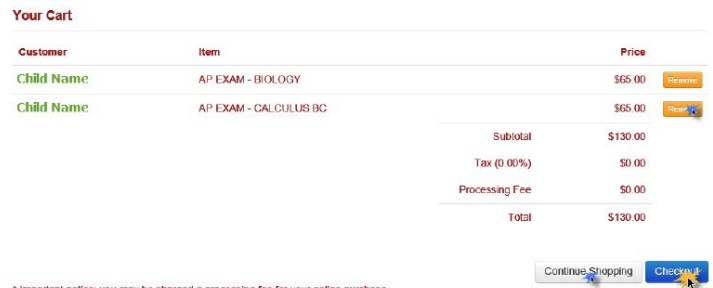 Your Cart
Customer Item Price
Child Name AP EXAM - BIOLOGY $65.00 Remove
Child Name AP EXAM - CALCULUS BC $65.00
Subtotal $130.00
Tax (0.00%) $0.00
Processing Fee $0.00
Total $130.00
Continue Shopping Checkout